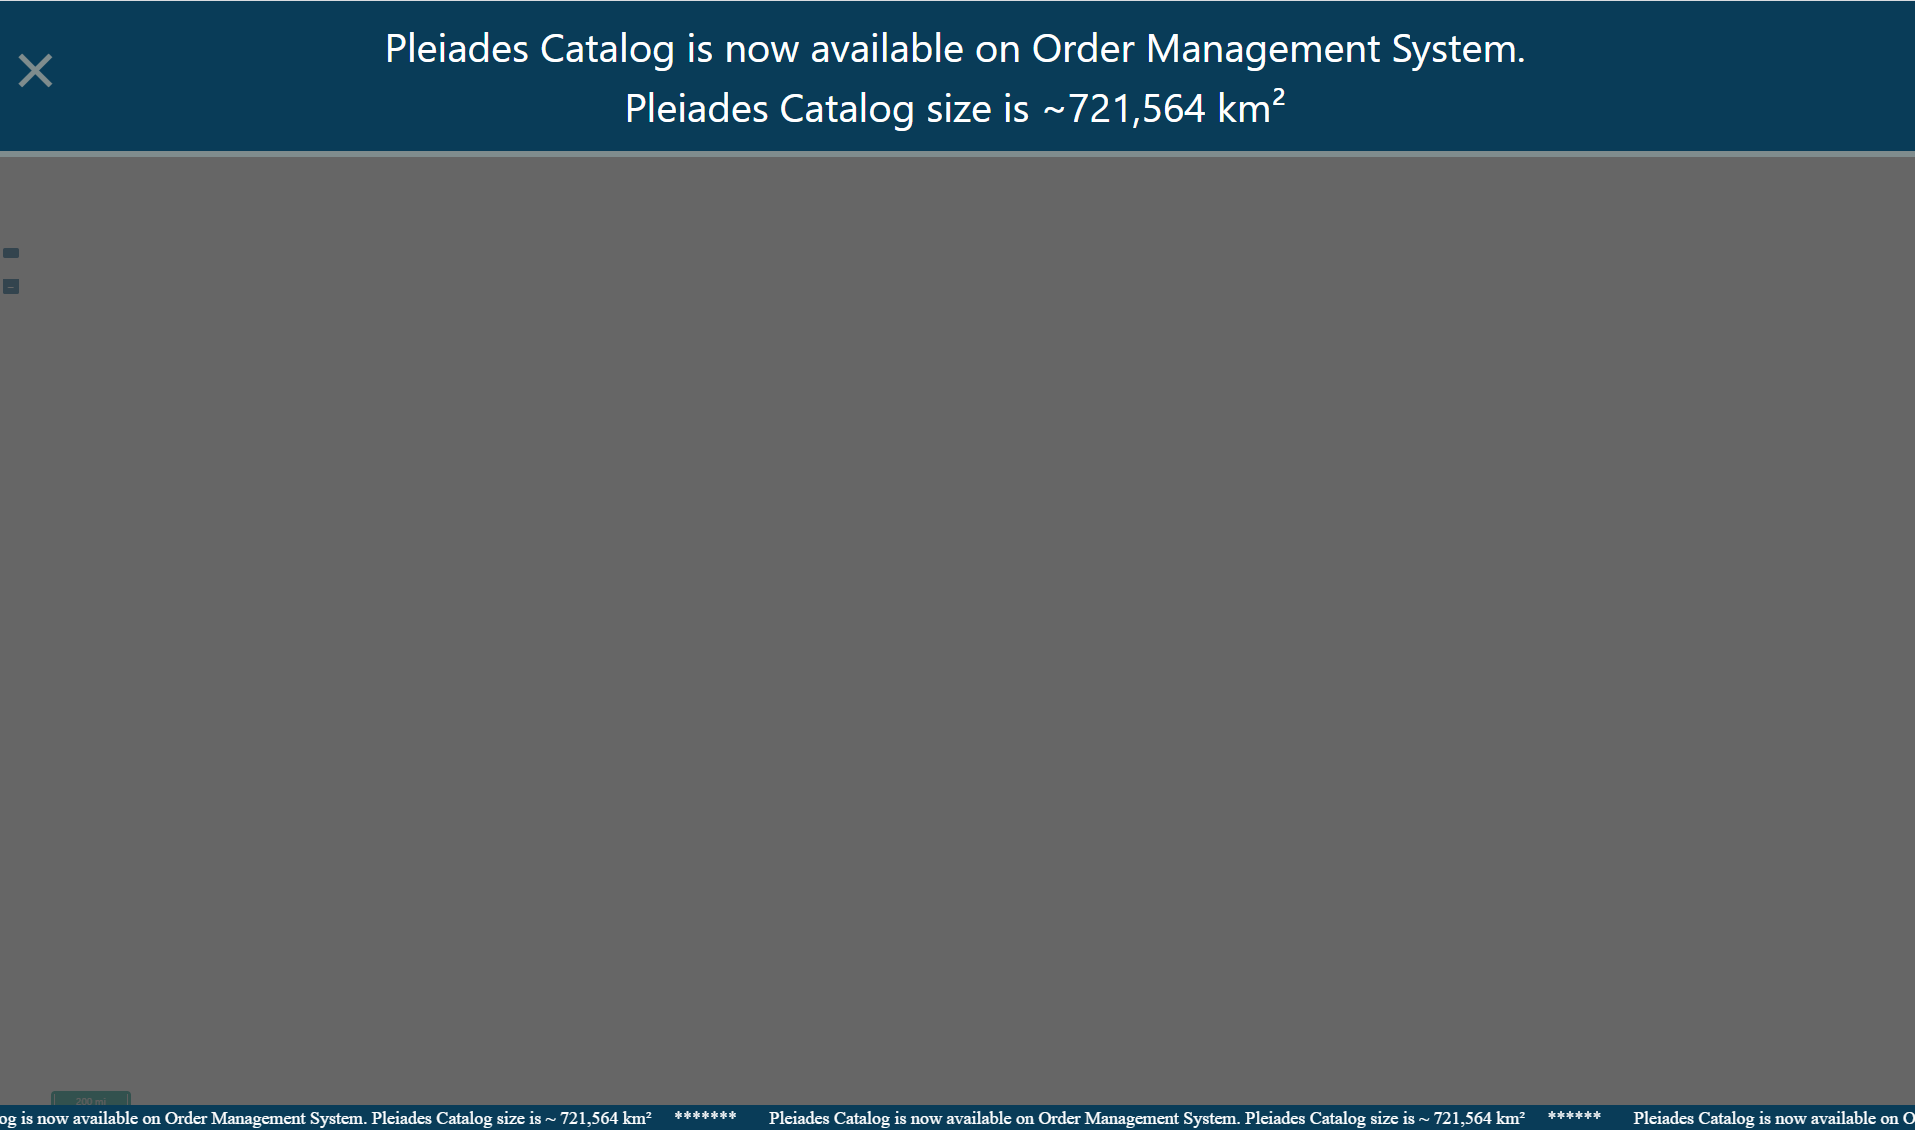 Pleiades Catalog is now available on Order Management System.
Pleiades Catalog size is ~721,564 km²
200 mi
og is now available on Order Management System. Pleiades Catalog size is ~ 721,564 km² ******* Pleiades Catalog is now available on Order Management System. Pleiades Catalog size is ~ 721,564 km² ****** Pleiades Catalog is now available on O